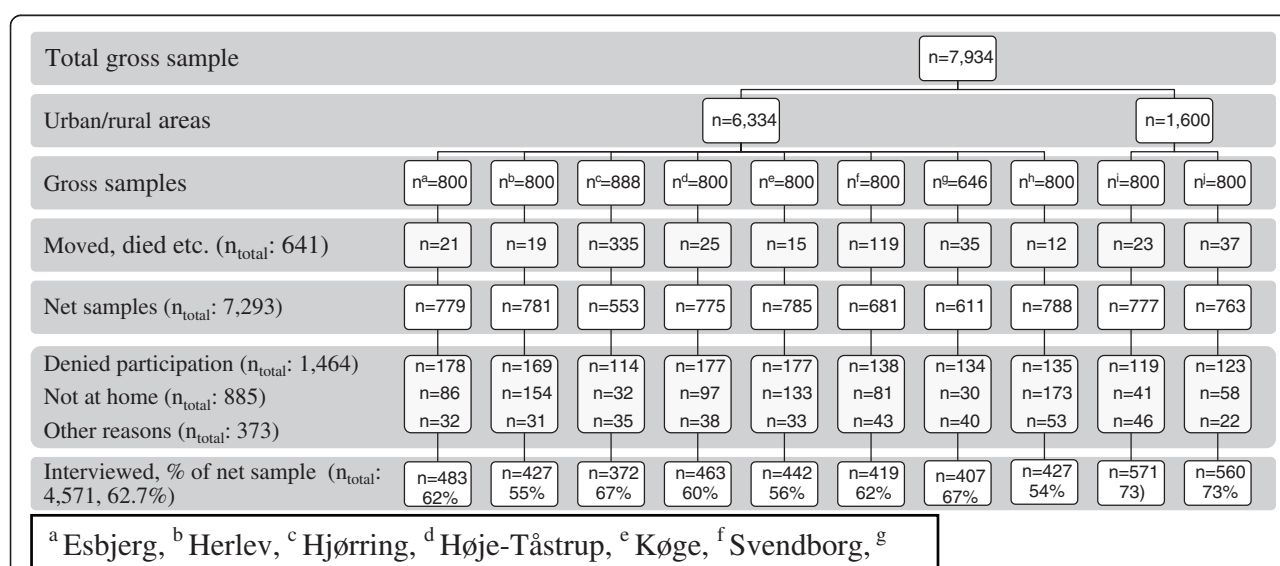 Total gross sample n=7,934
Urban/rural areas n=6,334 n=1,600
Gross samples nᵃ=800 nᵇ=800 nᶜ=888 nᵈ=800 nᵉ=800 nᶠ=800 nᵍ=646 nʰ=800 nⁱ=800 nʲ=800
Moved, died etc. (n_total: 641) n=21 n=19 n=335 n=25 n=15 n=119 n=35 n=12 n=23 n=37
Net samples (n_total: 7,293) n=779 n=781 n=553 n=775 n=785 n=681 n=611 n=788 n=777 n=763
Denied participation (n_total: 1,464) n=178 n=169 n=114 n=177 n=177 n=138 n=134 n=135 n=119 n=123
Not at home (n_total: 885) n=86 n=154 n=32 n=97 n=133 n=81 n=30 n=173 n=41 n=58
Other reasons (n_total: 373) n=32 n=31 n=35 n=38 n=33 n=43 n=40 n=53 n=46 n=22
Interviewed, % of net sample (n_total: n=483 n=427 n=372 n=463 n=442 n=419 n=407 n=427 n=571 n=560
4,571, 62.7%) 62% 55% 67% 60% 56% 62% 67% 54% 73) 73%
ᵃ Esbjerg, ᵇ Herlev, ᶜ Hjørring, ᵈ Høje-Tåstrup, ᵉ Køge, ᶠ Svendborg, ᵍ